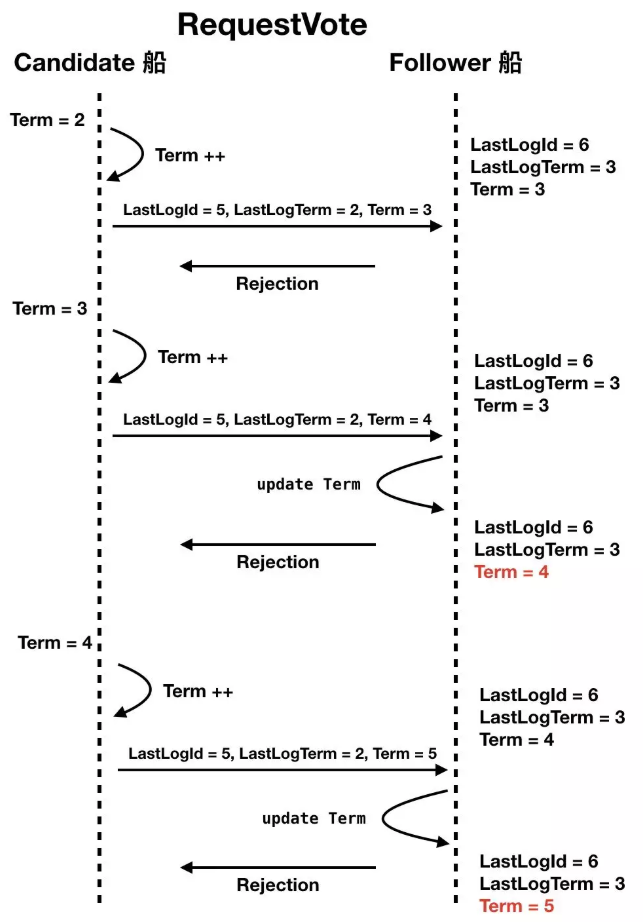 RequestVote
Candidate 船
Follower 船
Term = 2
Term ++
LastLogId = 6
LastLogTerm = 3
Term = 3
LastLogId = 5, LastLogTerm = 2, Term = 3
Rejection
Term = 3
Term ++
LastLogId = 6
LastLogTerm = 3
Term = 3
LastLogId = 5, LastLogTerm = 2, Term = 4
update Term
LastLogId = 6
LastLogTerm = 3
Term = 4
Rejection
Term = 4
Term ++
LastLogId = 6
LastLogTerm = 3
Term = 4
LastLogId = 5, LastLogTerm = 2, Term = 5
update Term
LastLogId = 6
LastLogTerm = 3
Term = 5
Rejection